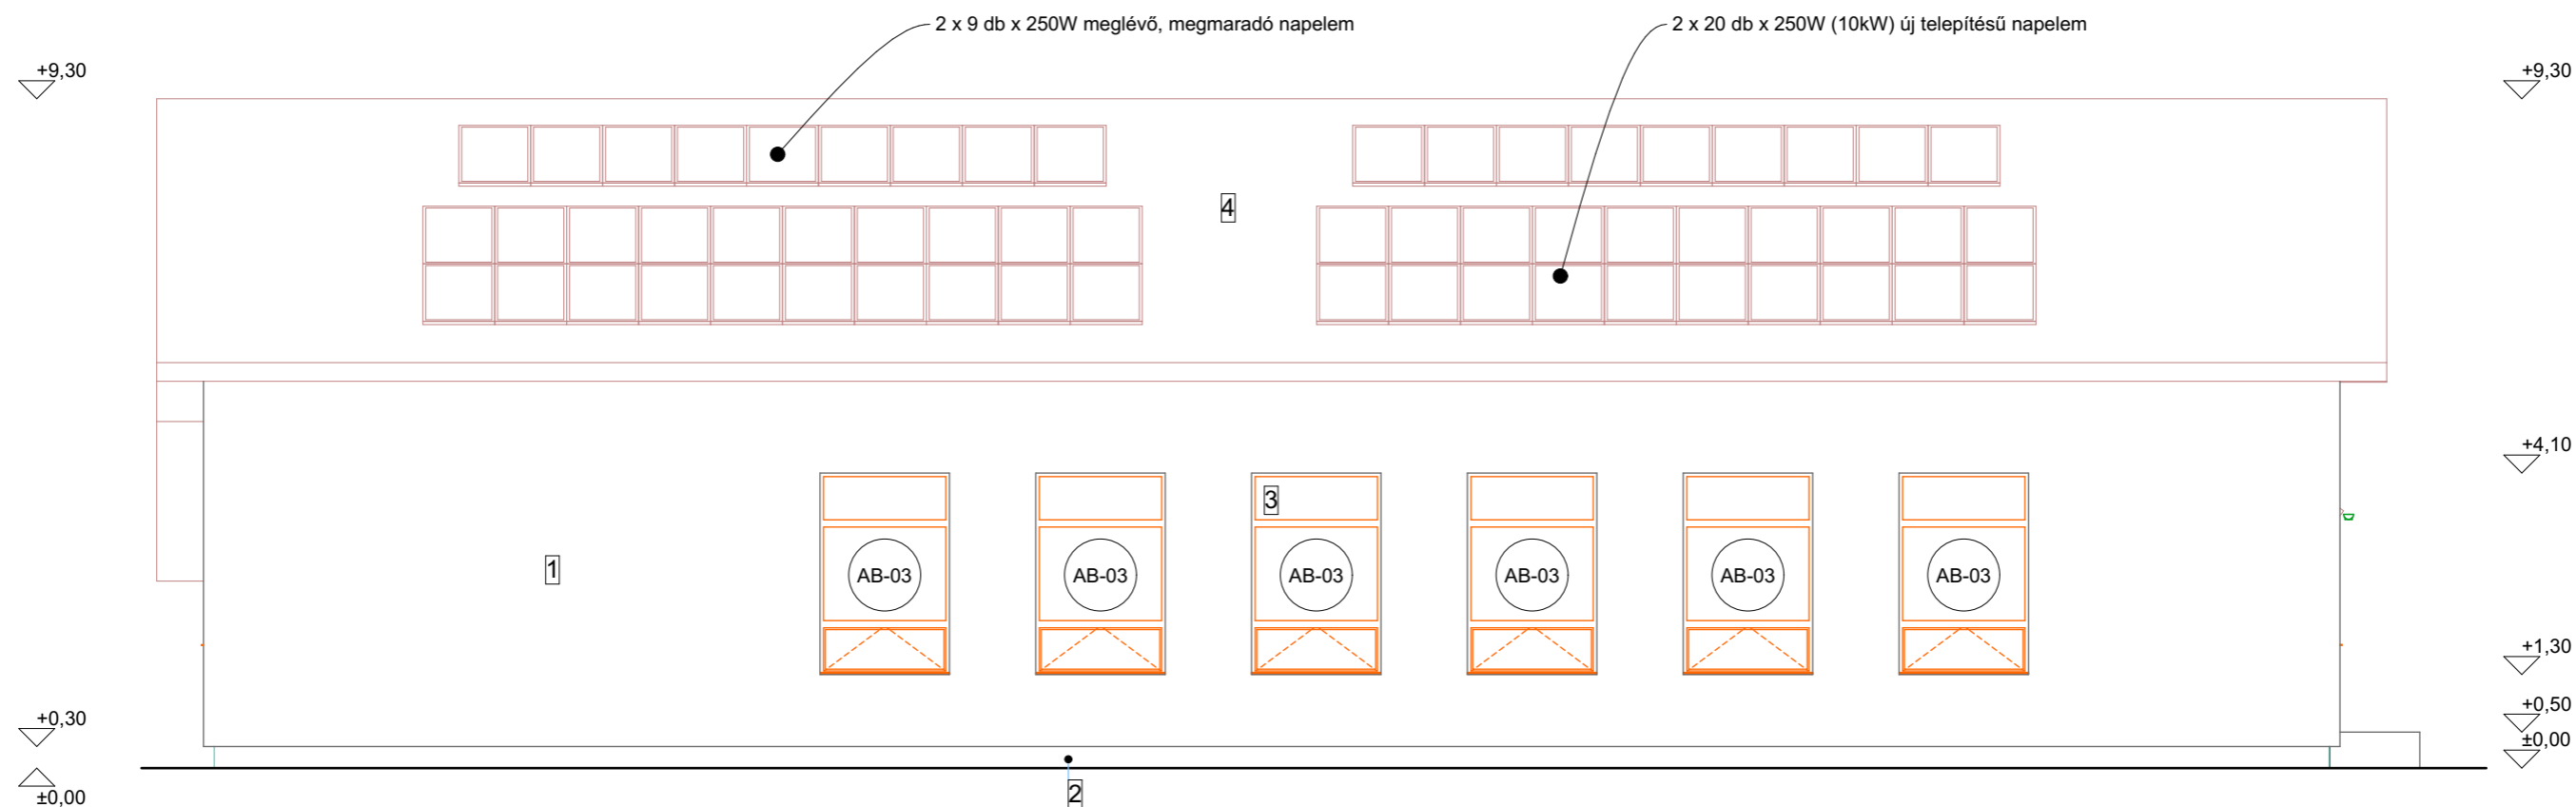 2 x 9 db x 250W meglévő, megmaradó napelem
2 x 20 db x 250W (10kW) új telepítésű napelem
+9,30
+9,30
4
+4,10
3
1
AB-03
AB-03
AB-03
AB-03
AB-03
AB-03
+1,30
+0,30
+0,50
±0,00
±0,00
2